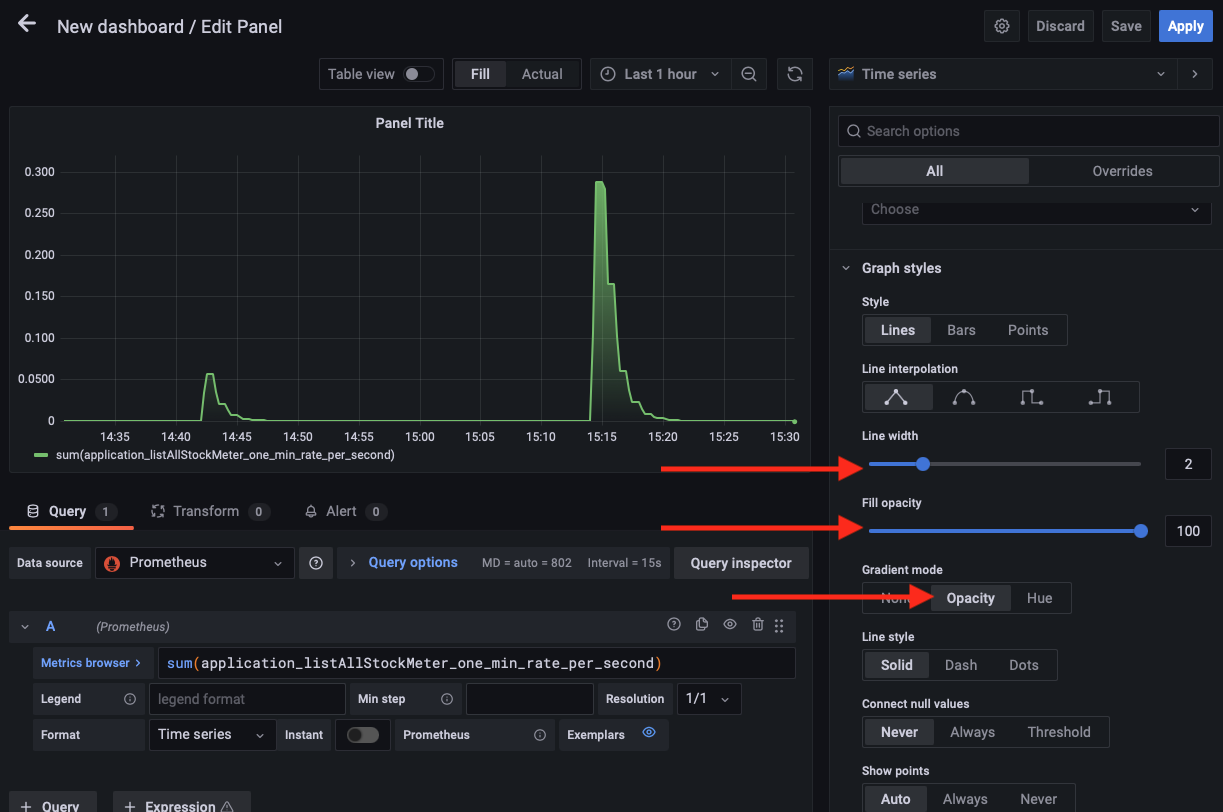 New dashboard / Edit Panel
Discard
Save
Apply
Table view
Fill
Actual
Last 1 hour
Time series
Panel Title
0.300
0.250
0.200
0.150
0.100
0.0500
0
14:35 14:40 14:45 14:50 14:55 15:00 15:05 15:10 15:15 15:20 15:25 15:30
sum(application_listAllStockMeter_one_min_rate_per_second)
Query 1
Transform 0
Alert 0
Data source
Prometheus
Query options
MD = auto = 802
Interval = 15s
Query inspector
A
(Prometheus)
Metrics browser >
sum(application_listAllStockMeter_one_min_rate_per_second)
Legend
legend format
Min step
Resolution
1/1
Format
Time series
Instant
Prometheus
Exemplars
+ Query
+ Expression
Search options
All
Overrides
Choose
Graph styles
Style
Lines
Bars
Points
Line interpolation
Line width
2
Fill opacity
100
Gradient mode
None
Opacity
Hue
Line style
Solid
Dash
Dots
Connect null values
Never
Always
Threshold
Show points
Auto
Always
Never